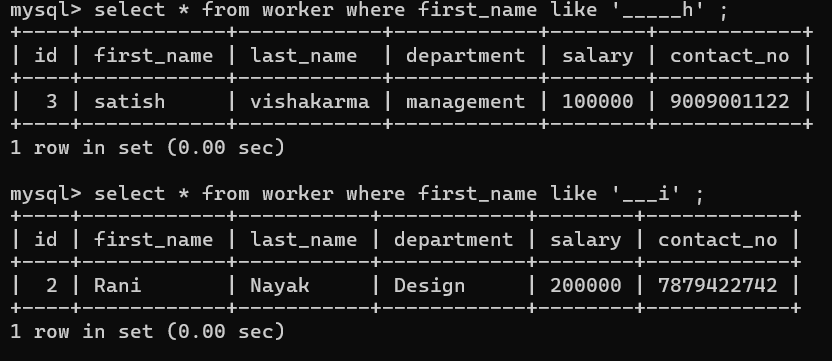 mysql> select * from worker where first_name like '_____h' ;
+----+------------+------------+------------+--------+------------+
| id | first_name | last_name  | department | salary | contact_no |
+----+------------+------------+------------+--------+------------+
|  3 | satish     | vishakarma | management | 100000 | 9009001122 |
+----+------------+------------+------------+--------+------------+
1 row in set (0.00 sec)

mysql> select * from worker where first_name like '___i' ;
+----+------------+-----------+------------+--------+------------+
| id | first_name | last_name | department | salary | contact_no |
+----+------------+-----------+------------+--------+------------+
|  2 | Rani       | Nayak     | Design     | 200000 | 7879422742 |
+----+------------+-----------+------------+--------+------------+
1 row in set (0.00 sec)